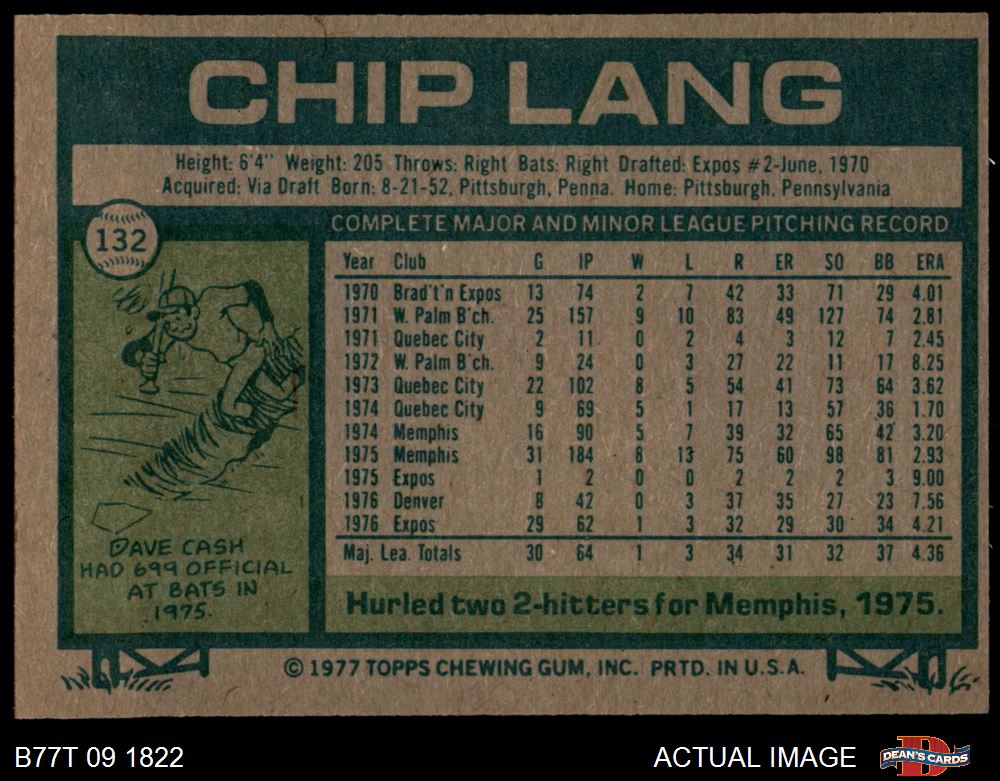 CHIP LANG
Height: 6'4" Weight: 205 Throws: Right Bats: Right Drafted: Expos #2-June, 1970
Acquired: Via Draft Born: 8-21-52, Pittsburgh, Penna. Home: Pittsburgh, Pennsylvania
132
COMPLETE MAJOR AND MINOR LEAGUE PITCHING RECORD
Year Club G IP W L R ER SO BB ERA
1970 Brad't'n Expos 13 74 2 7 42 33 71 29 4.01
1971 W. Palm B'ch. 25 157 9 10 83 49 127 74 2.81
1971 Quebec City 2 11 0 2 4 3 12 7 2.45
1972 W. Palm B'ch. 9 24 0 3 27 22 11 17 8.25
1973 Quebec City 22 102 8 5 54 41 73 64 3.62
1974 Quebec City 9 69 5 1 17 13 57 36 1.70
1974 Memphis 16 90 5 7 39 32 65 42 3.20
1975 Memphis 31 184 8 13 75 60 98 81 2.93
1975 Expos 1 2 0 0 2 2 2 3 9.00
1976 Denver 8 42 0 3 37 35 27 23 7.56
1976 Expos 29 62 1 3 32 29 30 34 4.21
Maj. Lea. Totals 30 64 1 3 34 31 32 37 4.36
DAVE CASH
HAD 699 OFFICIAL
AT BATS IN
1975.
Hurled two 2-hitters for Memphis, 1975.
© 1977 TOPPS CHEWING GUM, INC. PRTD. IN U.S.A.
B77T 09 1822
ACTUAL IMAGE
D
DEAN'S CARDS